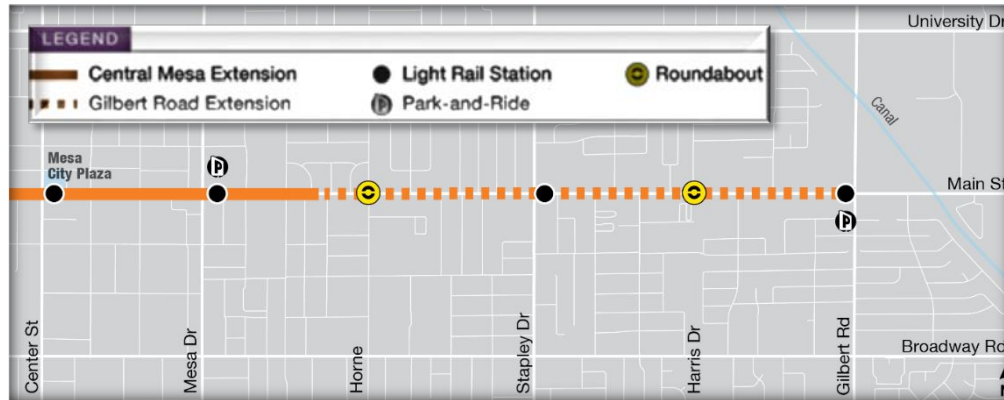 University Dr
LEGEND
Central Mesa Extension
Light Rail Station
Roundabout
Gilbert Road Extension
Park-and-Ride
Canal
Mesa
City Plaza
P
Main St
P
Center St
Mesa Dr
Horne
Stapley Dr
Harris Dr
Gilbert Rd
Broadway Rd